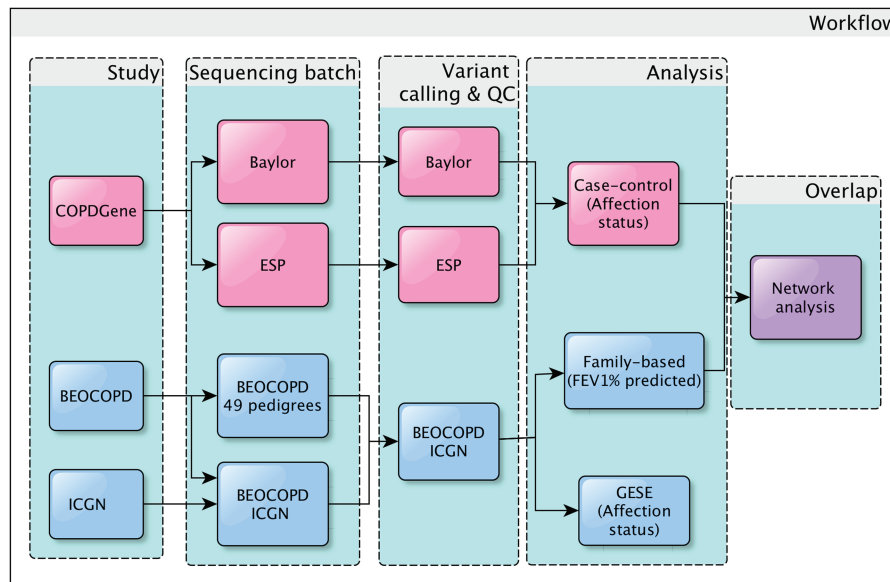 Workflow
Study
Sequencing batch
Variant
calling & QC
Analysis
Overlap
COPDGene
BEOCOPD
ICGN
Baylor
ESP
BEOCOPD
49 pedigrees
BEOCOPD
ICGN
Baylor
ESP
BEOCOPD
ICGN
Case-control
(Affection
status)
Family-based
(FEV1% predicted)
GESE
(Affection
status)
Network
analysis